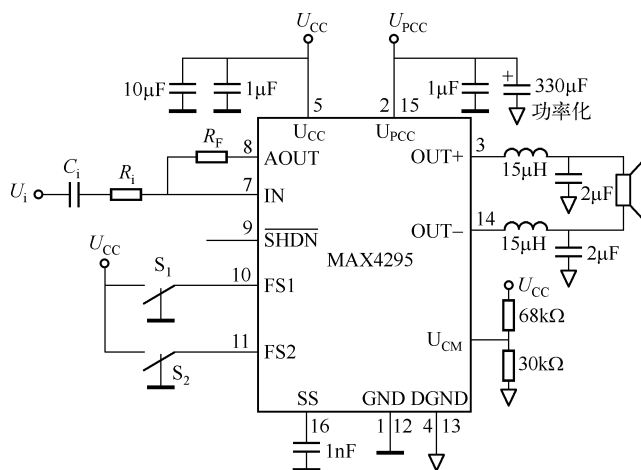 U_CC
U_PCC
10μF
1μF
1μF
330μF
功率化
5
2
15
U_CC
U_PCC
R_F
8
AOUT
OUT+
3
15μH
2μF
C_i
R_i
U_i
7
IN
9
SHDN
OUT−
14
15μH
2μF
U_CC
MAX4295
S_1
10
FS1
U_CC
68kΩ
U_CM
30kΩ
11
FS2
S_2
SS
GND
DGND
16
1
12
4
13
1nF